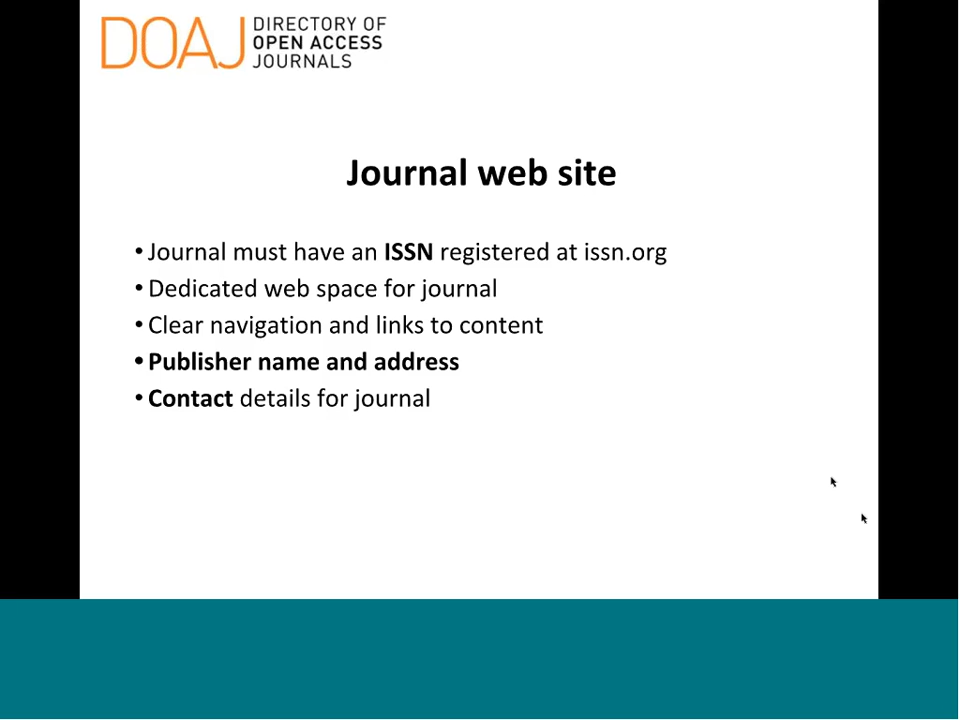 DOAJ DIRECTORY OF
OPEN ACCESS
JOURNALS
Journal web site
• Journal must have an ISSN registered at issn.org
• Dedicated web space for journal
• Clear navigation and links to content
• Publisher name and address
• Contact details for journal